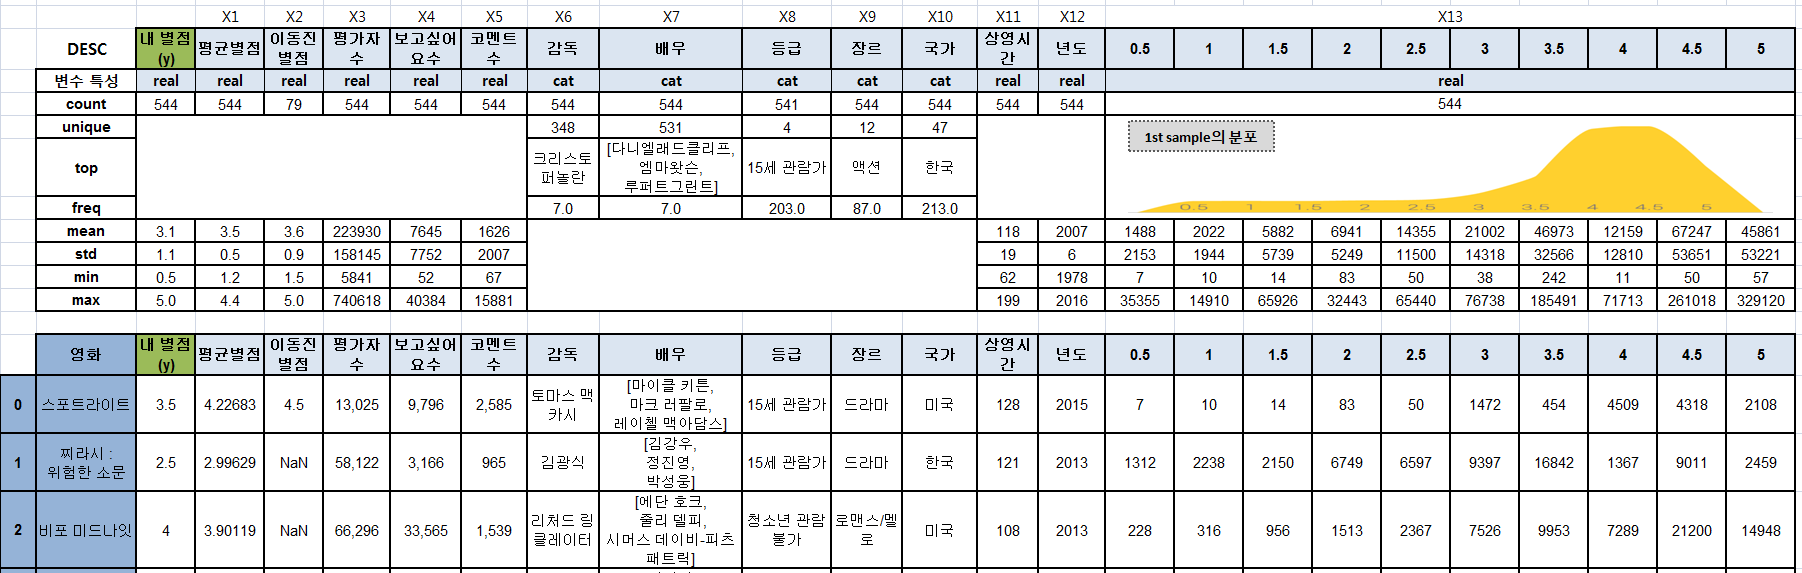 X1 X2 X3 X4 X5 X6 X7 X8 X9 X10 X11 X12 X13
DESC 내 별점 (y) 평균별점 이동진 별점 평가자 수 보고싶어 요수 코멘트 수 감독 배우 등급 장르 국가 상영시 간 년도 0.5 1 1.5 2 2.5 3 3.5 4 4.5 5
변수 특성 real real real real real real cat cat cat cat cat real real real
count 544 544 79 544 544 544 544 544 541 544 544 544 544 544
unique 348 531 4 12 47
1st sample의 분포
top 크리스토 퍼놀란 [다니엘래드클리프, 엠마왓슨, 루퍼트그린트] 15세 관람가 액션 한국
0.5 1 1.5 2 2.5 3 3.5 4 4.5 5
freq 7.0 7.0 203.0 87.0 213.0
mean 3.1 3.5 3.6 223930 7645 1626 118 2007 1488 2022 5882 6941 14355 21002 46973 12159 67247 45861
std 1.1 0.5 0.9 158145 7752 2007 19 6 2153 1944 5739 5249 11500 14318 32566 12810 53651 53221
min 0.5 1.2 1.5 5841 52 67 62 1978 7 10 14 83 50 38 242 11 50 57
max 5.0 4.4 5.0 740618 40384 15881 199 2016 35355 14910 65926 32443 65440 76738 185491 71713 261018 329120
영화 내 별점 (y) 평균별점 이동진 별점 평가자 수 보고싶어 요수 코멘트 수 감독 배우 등급 장르 국가 상영시 간 년도 0.5 1 1.5 2 2.5 3 3.5 4 4.5 5
0 스포트라이트 3.5 4.22683 4.5 13,025 9,796 2,585 토마스 맥 카시 [마이클 키튼, 마크 러팔로, 레이첼 맥아담스] 15세 관람가 드라마 미국 128 2015 7 10 14 83 50 1472 454 4509 4318 2108
1 찌라시 : 위험한 소문 2.5 2.99629 NaN 58,122 3,166 965 김광식 [김강우, 정진영, 박성웅] 15세 관람가 드라마 한국 121 2013 1312 2238 2150 6749 6597 9397 16842 1367 9011 2459
2 비포 미드나잇 4 3.90119 NaN 66,296 33,565 1,539 리처드 링 클레이터 [에단 호크, 줄리 델피, 시머스 데이비-피츠 패트릭] 청소년 관람 불가 로맨스/멜 로 미국 108 2013 228 316 956 1513 2367 7526 9953 7289 21200 14948